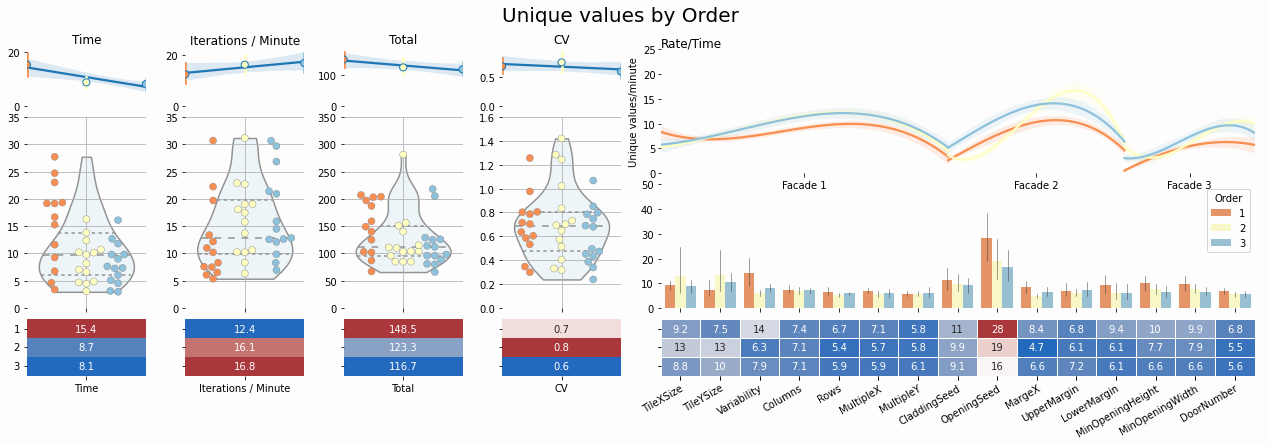 Unique values by Order
Time
Iterations / Minute
Total
CV
Rate/Time
20
0
20
0
100
0
0.5
0.0
25
20
15
10
5
0
Unique values/minute
Facade 1
Facade 2
Facade 3
35
30
25
20
15
10
5
0
35
30
25
20
15
10
5
0
350
300
250
200
150
100
50
0
1.6
1.4
1.2
1.0
0.8
0.6
0.4
0.2
0.0
50
40
30
20
10
0
Order
1
2
3
1 15.4
2 8.7
3 8.1
Time
12.4
16.1
16.8
Iterations / Minute
148.5
123.3
116.7
Total
0.7
0.8
0.6
CV
9.2 7.5 14 7.4 6.7 7.1 5.8 11 28 8.4 6.8 9.4 10 9.9 6.8
13 13 6.3 7.1 5.4 5.7 5.8 9.9 19 4.7 6.1 6.1 7.7 7.9 5.5
8.8 10 7.9 7.1 5.9 5.9 6.1 9.1 16 6.6 7.2 6.1 6.6 6.6 5.6
TileXSize
TileYSize
Variability
Columns
Rows
MultipleX
MultipleY
CladdingSeed
OpeningSeed
MargeX
UpperMargin
LowerMargin
MinOpeningHeight
MinOpeningWidth
DoorNumber